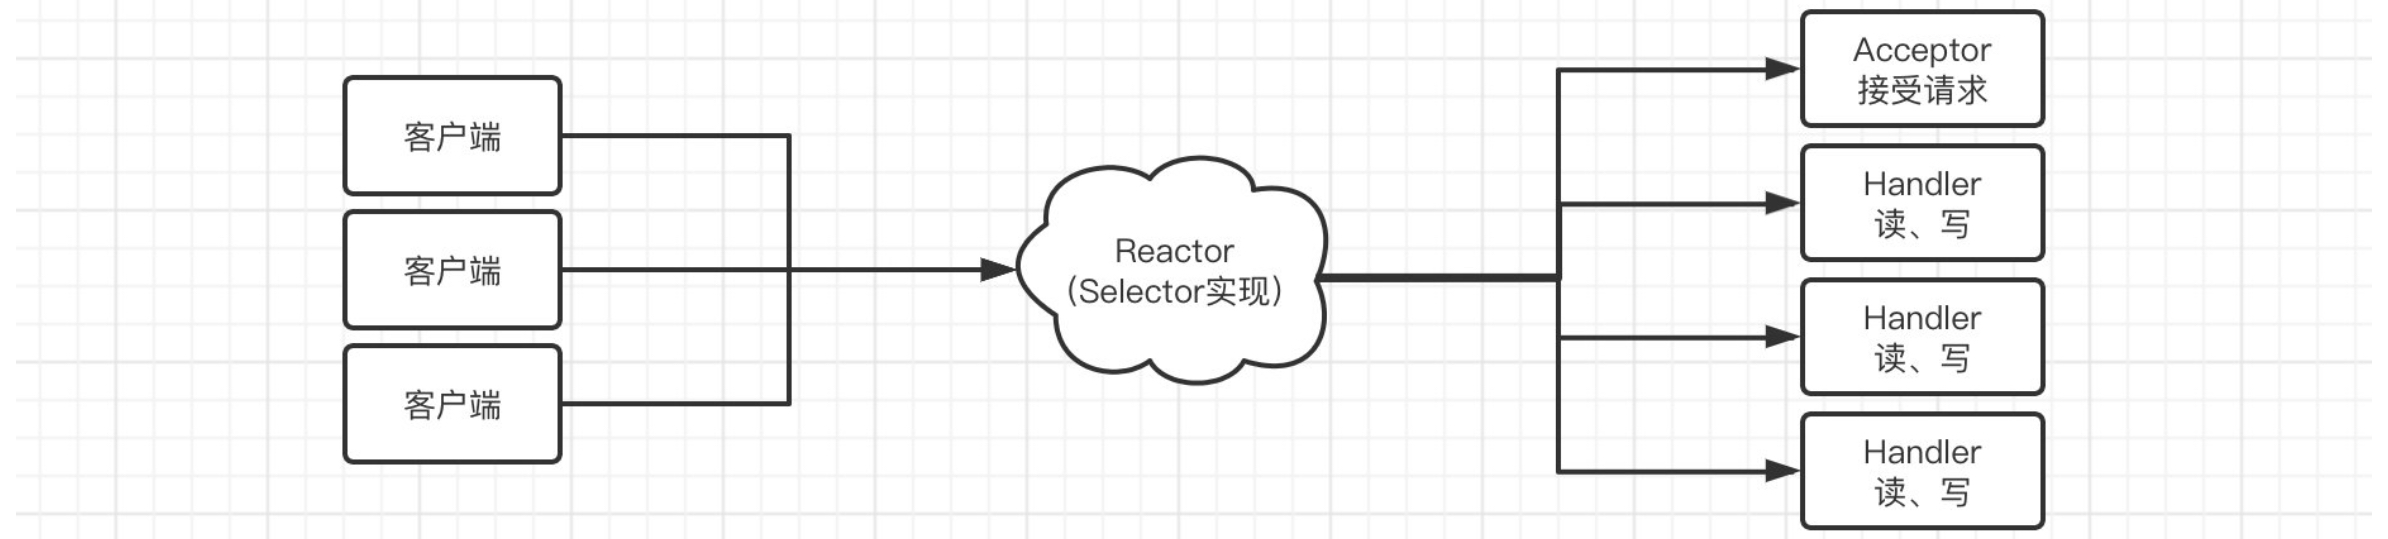 客户端
客户端
客户端
Reactor
（Selector实现）
Acceptor
接受请求
Handler
读、写
Handler
读、写
Handler
读、写